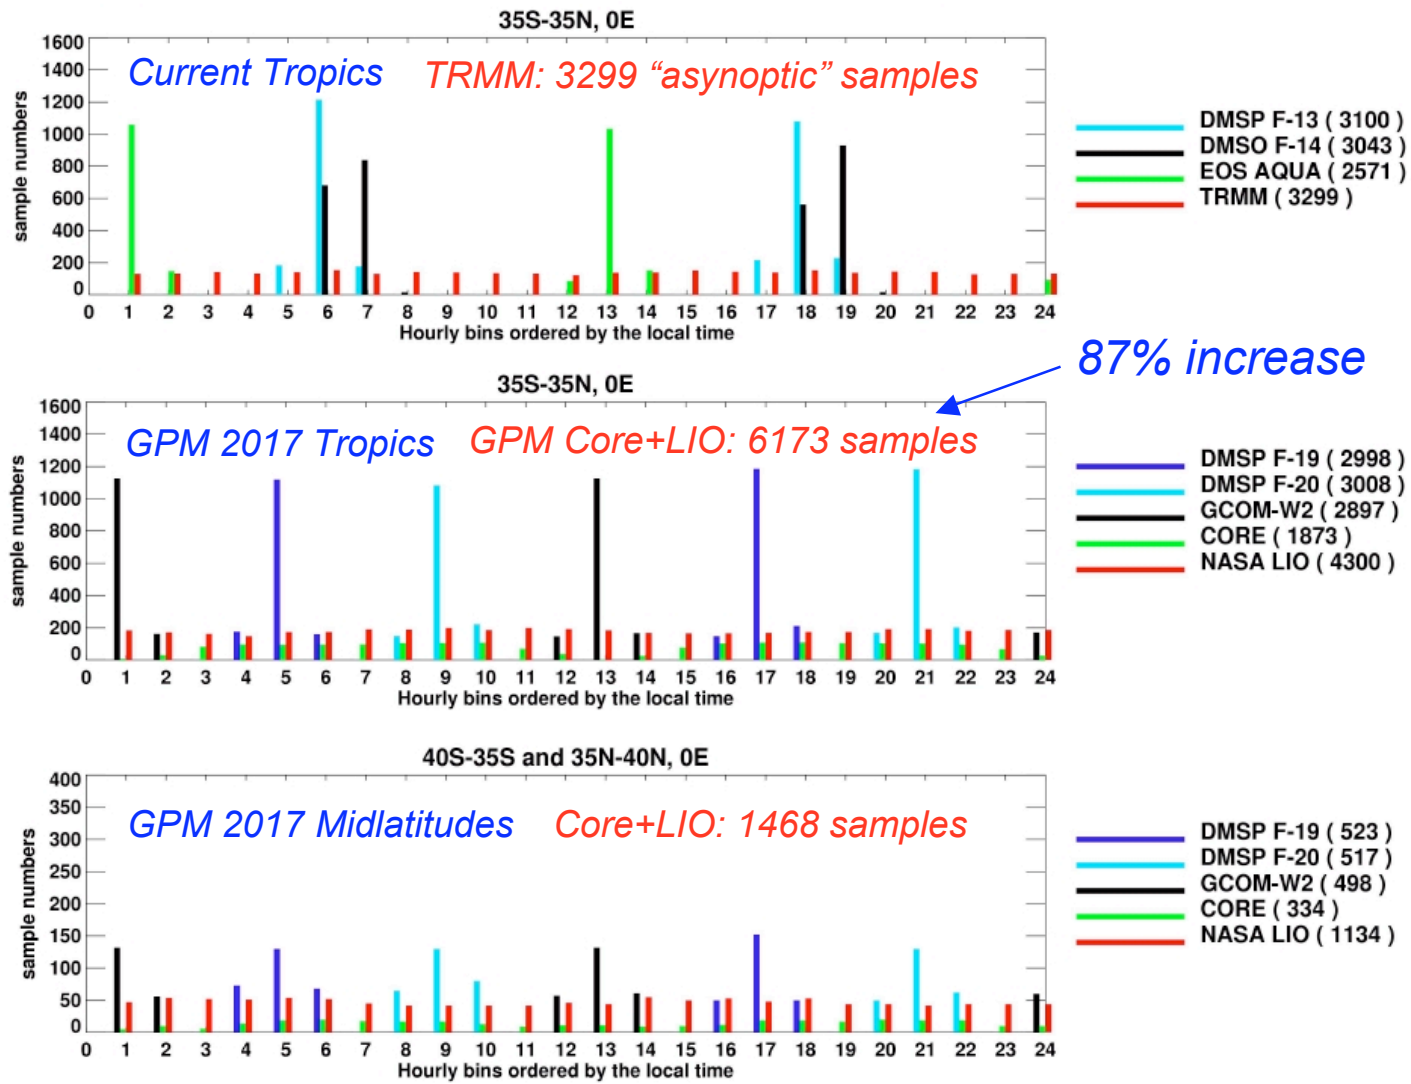 35S-35N, 0E
Current Tropics TRMM: 3299 “asynoptic” samples
sample numbers
1600
1400
1200
1000
800
600
400
200
0
0 1 2 3 4 5 6 7 8 9 10 11 12 13 14 15 16 17 18 19 20 21 22 23 24
Hourly bins ordered by the local time
DMSP F-13 ( 3100 )
DMSO F-14 ( 3043 )
EOS AQUA ( 2571 )
TRMM ( 3299 )
87% increase
35S-35N, 0E
GPM 2017 Tropics GPM Core+LIO: 6173 samples
sample numbers
1600
1400
1200
1000
800
600
400
200
0
0 1 2 3 4 5 6 7 8 9 10 11 12 13 14 15 16 17 18 19 20 21 22 23 24
Hourly bins ordered by the local time
DMSP F-19 ( 2998 )
DMSP F-20 ( 3008 )
GCOM-W2 ( 2897 )
CORE ( 1873 )
NASA LIO ( 4300 )
40S-35S and 35N-40N, 0E
GPM 2017 Midlatitudes Core+LIO: 1468 samples
sample numbers
400
350
300
250
200
150
100
50
0
0 1 2 3 4 5 6 7 8 9 10 11 12 13 14 15 16 17 18 19 20 21 22 23 24
Hourly bins ordered by the local time
DMSP F-19 ( 523 )
DMSP F-20 ( 517 )
GCOM-W2 ( 498 )
CORE ( 334 )
NASA LIO ( 1134 )